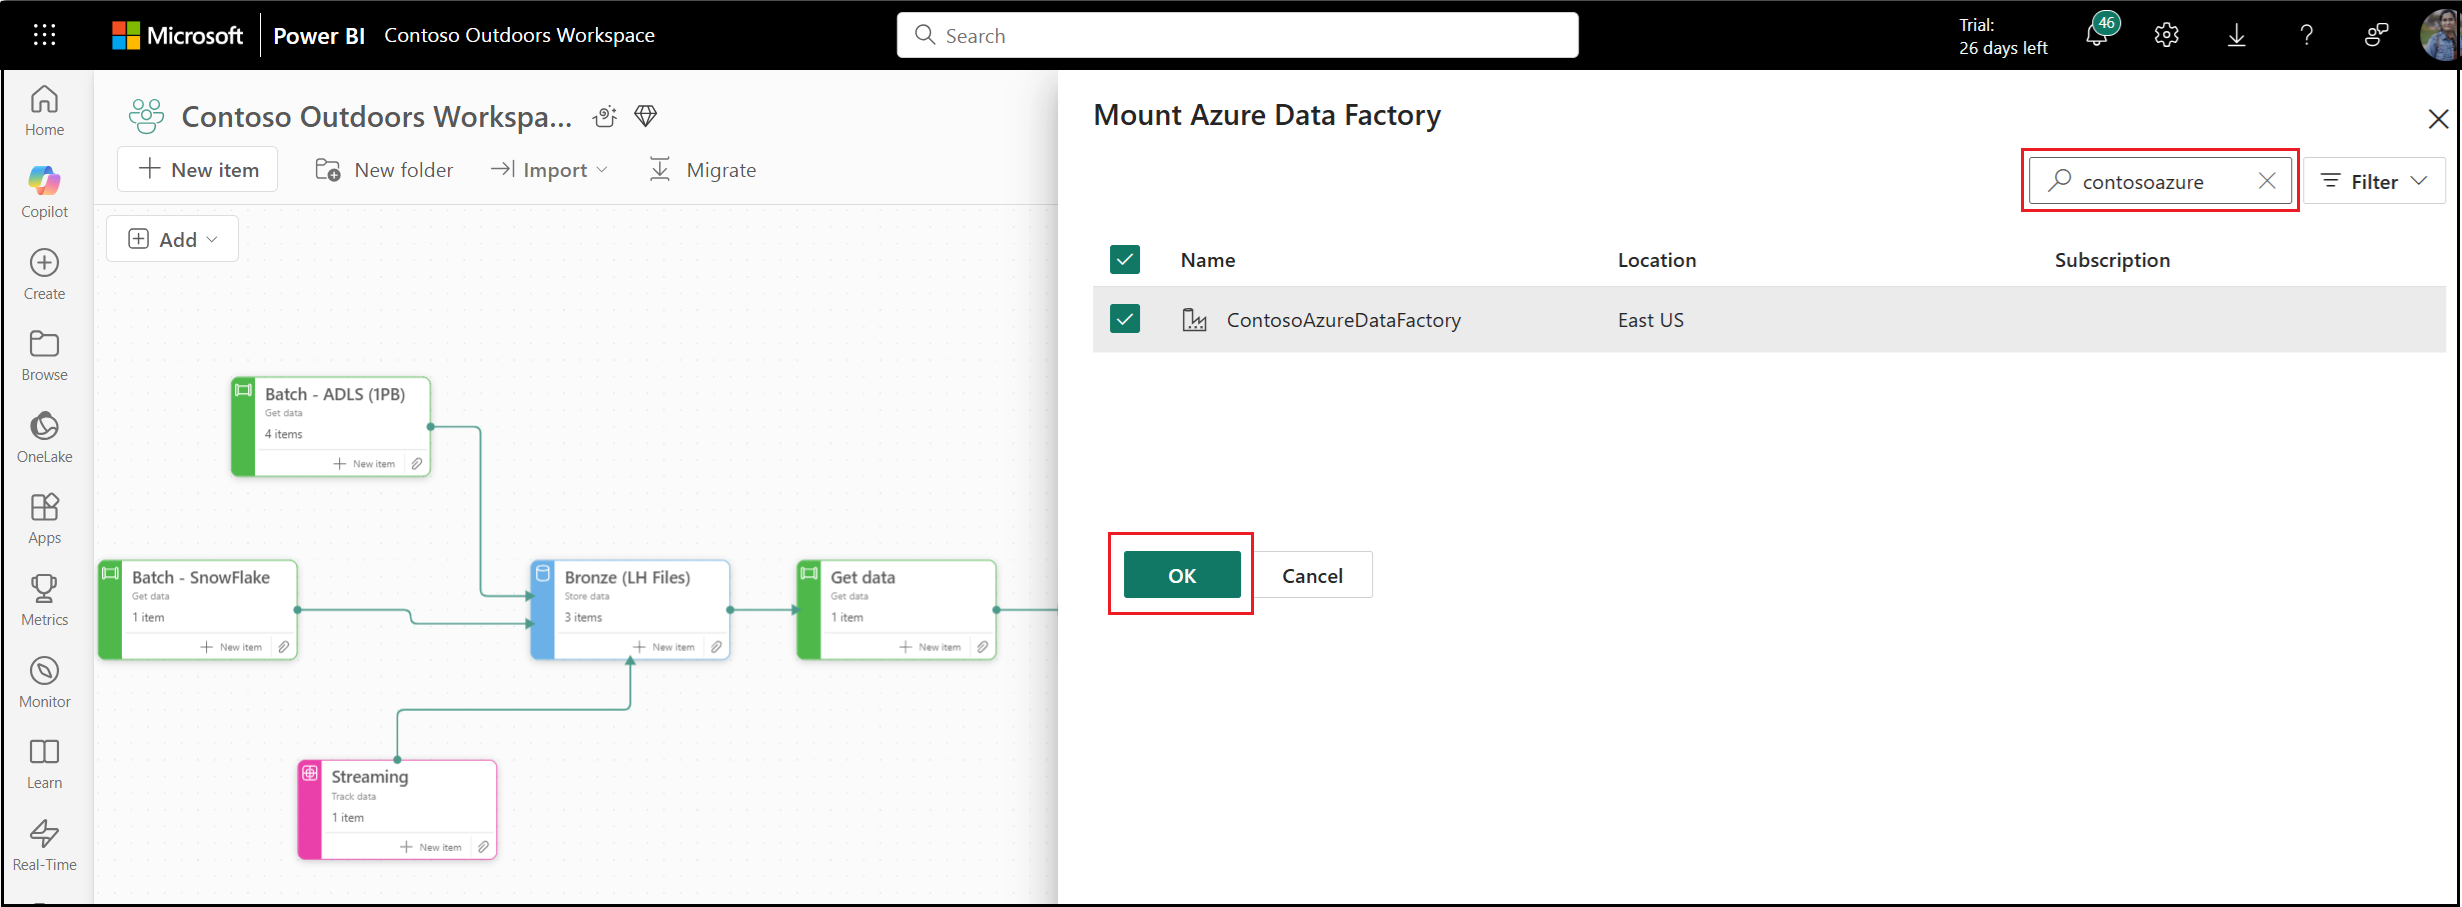 Microsoft Power BI Contoso Outdoors Workspace
Search
Trial:
26 days left
46
Home
Copilot
Create
Browse
OneLake
Apps
Metrics
Monitor
Learn
Real-Time
Contoso Outdoors Workspa...
New item New folder Import Migrate
Add
Batch - ADLS (1PB)
Get data
4 items
New item
Batch - SnowFlake
Get data
1 item
New item
Bronze (LH Files)
Store data
3 items
New item
Get data
Get data
1 item
New item
Streaming
Track data
1 item
New item
Mount Azure Data Factory
contosoazure Filter
Name Location Subscription
ContosoAzureDataFactory East US
OK Cancel